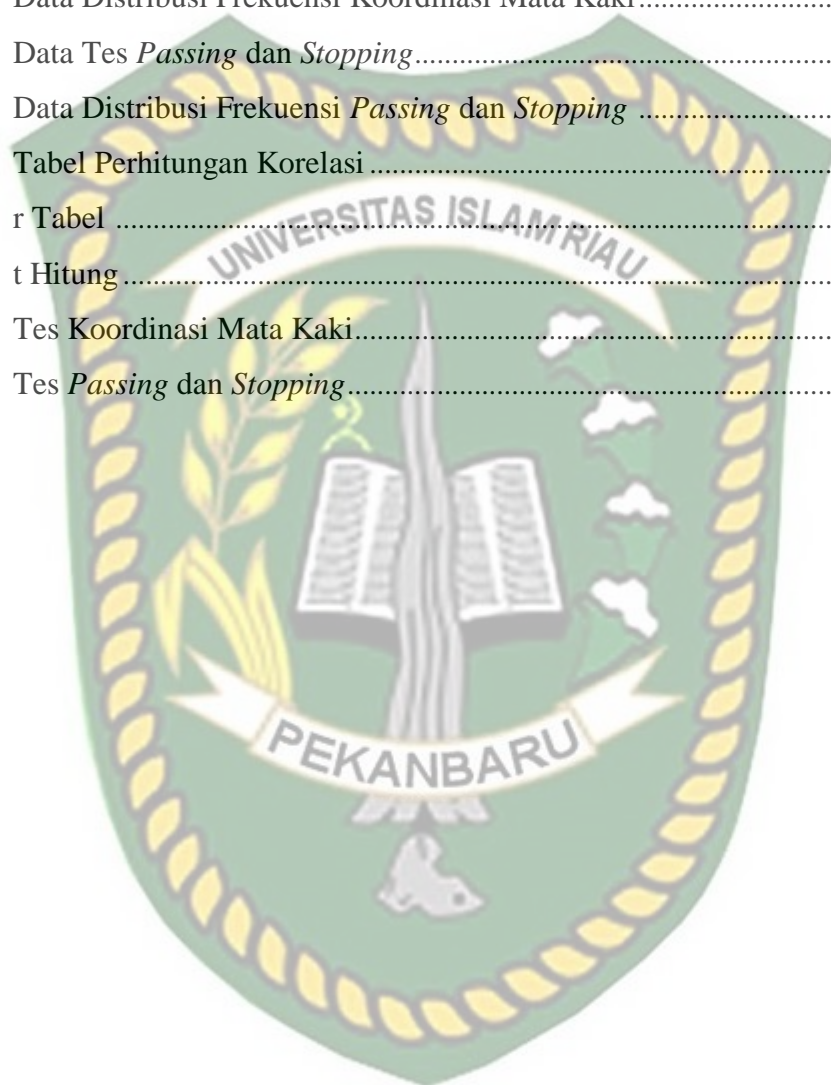 Data Distribusi Frekuensi Koordinasi Mata Kaki....................................
Data Tes Passing dan Stopping..............................................................
Data Distribusi Frekuensi Passing dan Stopping ....................................
Tabel Perhitungan Korelasi ....................................................................
r Tabel ...................................................................................................
t Hitung ..................................................................................................
Tes Koordinasi Mata Kaki......................................................................
Tes Passing dan Stopping.......................................................................
UNIVERSITAS ISLAM RIAU
PEKANBARU